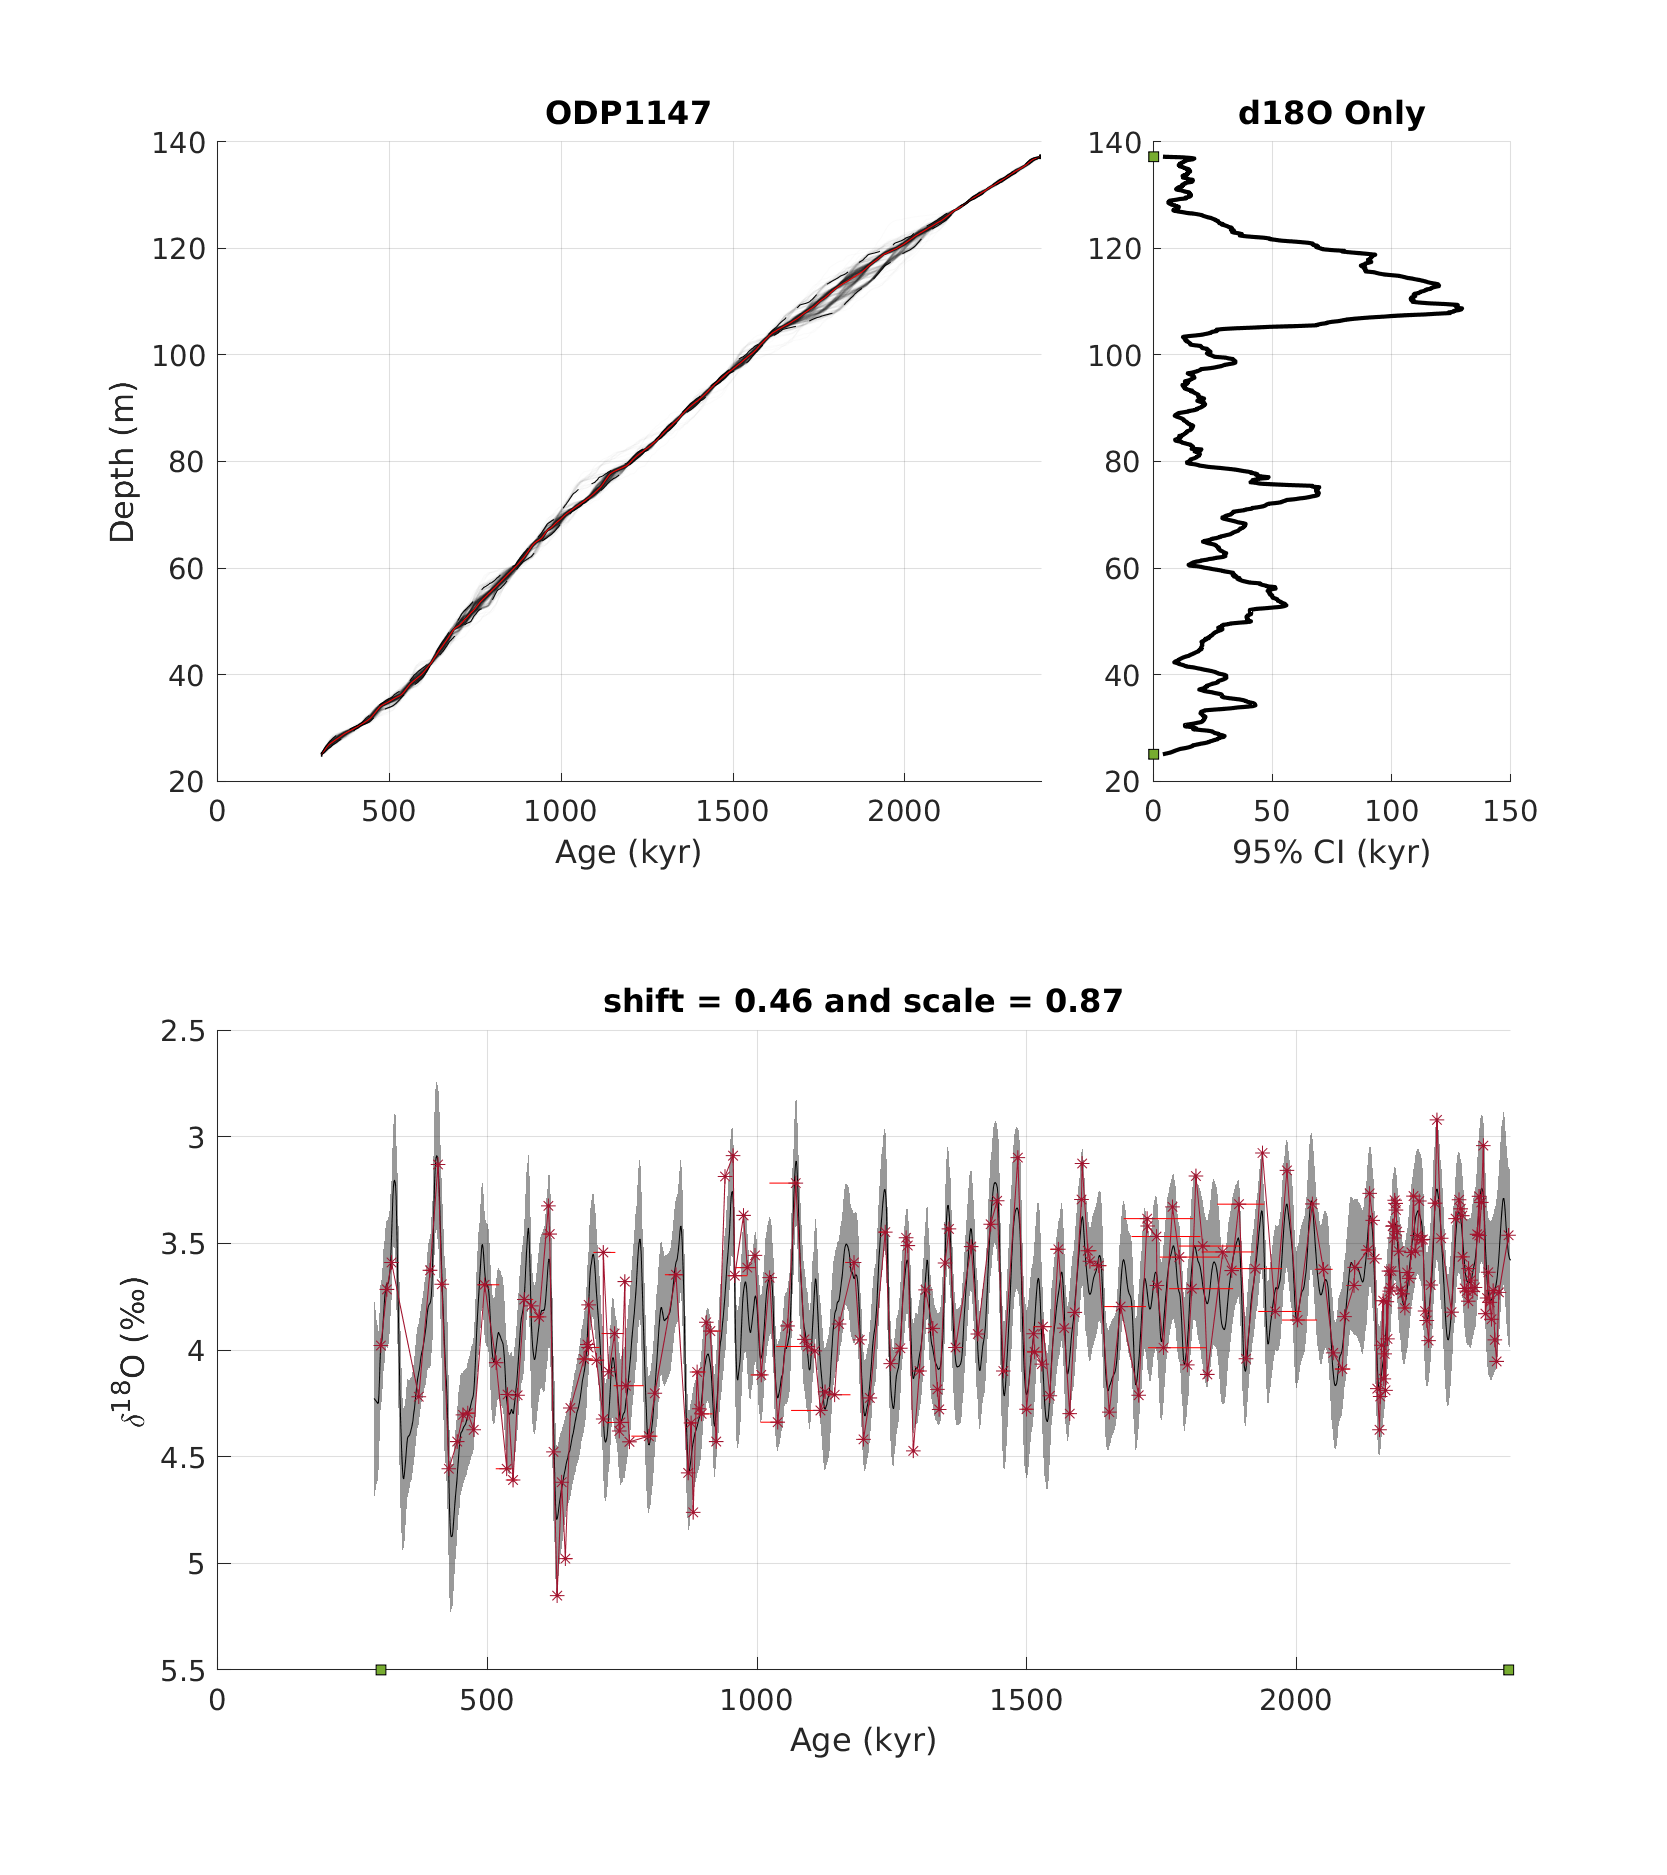 ODP1147
d18O Only
140
120
100
80
60
40
20
Depth (m)
0 500 1000 1500 2000
Age (kyr)
140
120
100
80
60
40
20
0 50 100 150
95% CI (kyr)
shift = 0.46 and scale = 0.87
2.5
3
3.5
4
4.5
5
5.5
δ¹⁸O (‰)
0 500 1000 1500 2000
Age (kyr)